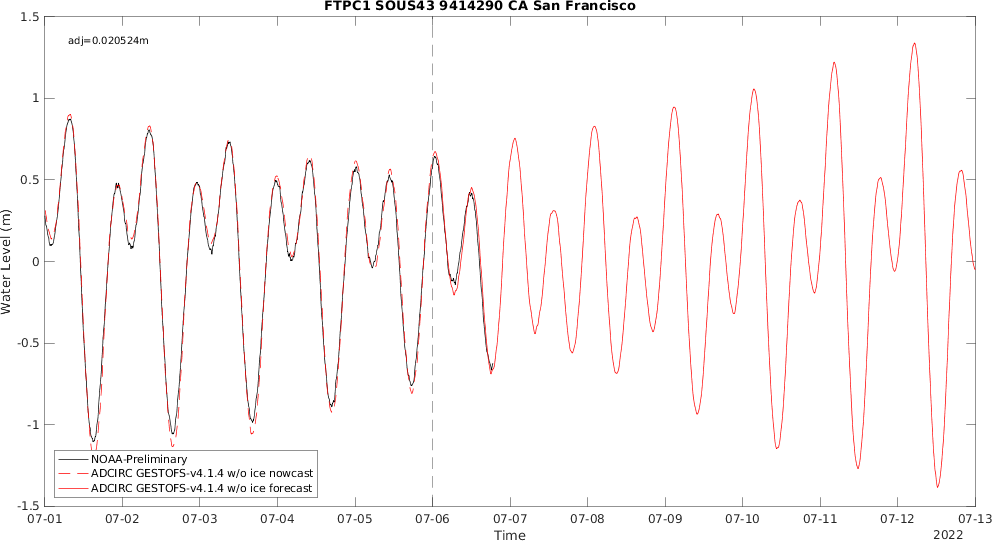 FTPC1 SOUS43 9414290 CA San Francisco
adj=0.020524m
1.5
1
0.5
0
-0.5
-1
-1.5
Water Level (m)
NOAA-Preliminary
ADCIRC GESTOFS-v4.1.4 w/o ice nowcast
ADCIRC GESTOFS-v4.1.4 w/o ice forecast
07-01 07-02 07-03 07-04 07-05 07-06 07-07 07-08 07-09 07-10 07-11 07-12 07-13
Time
2022